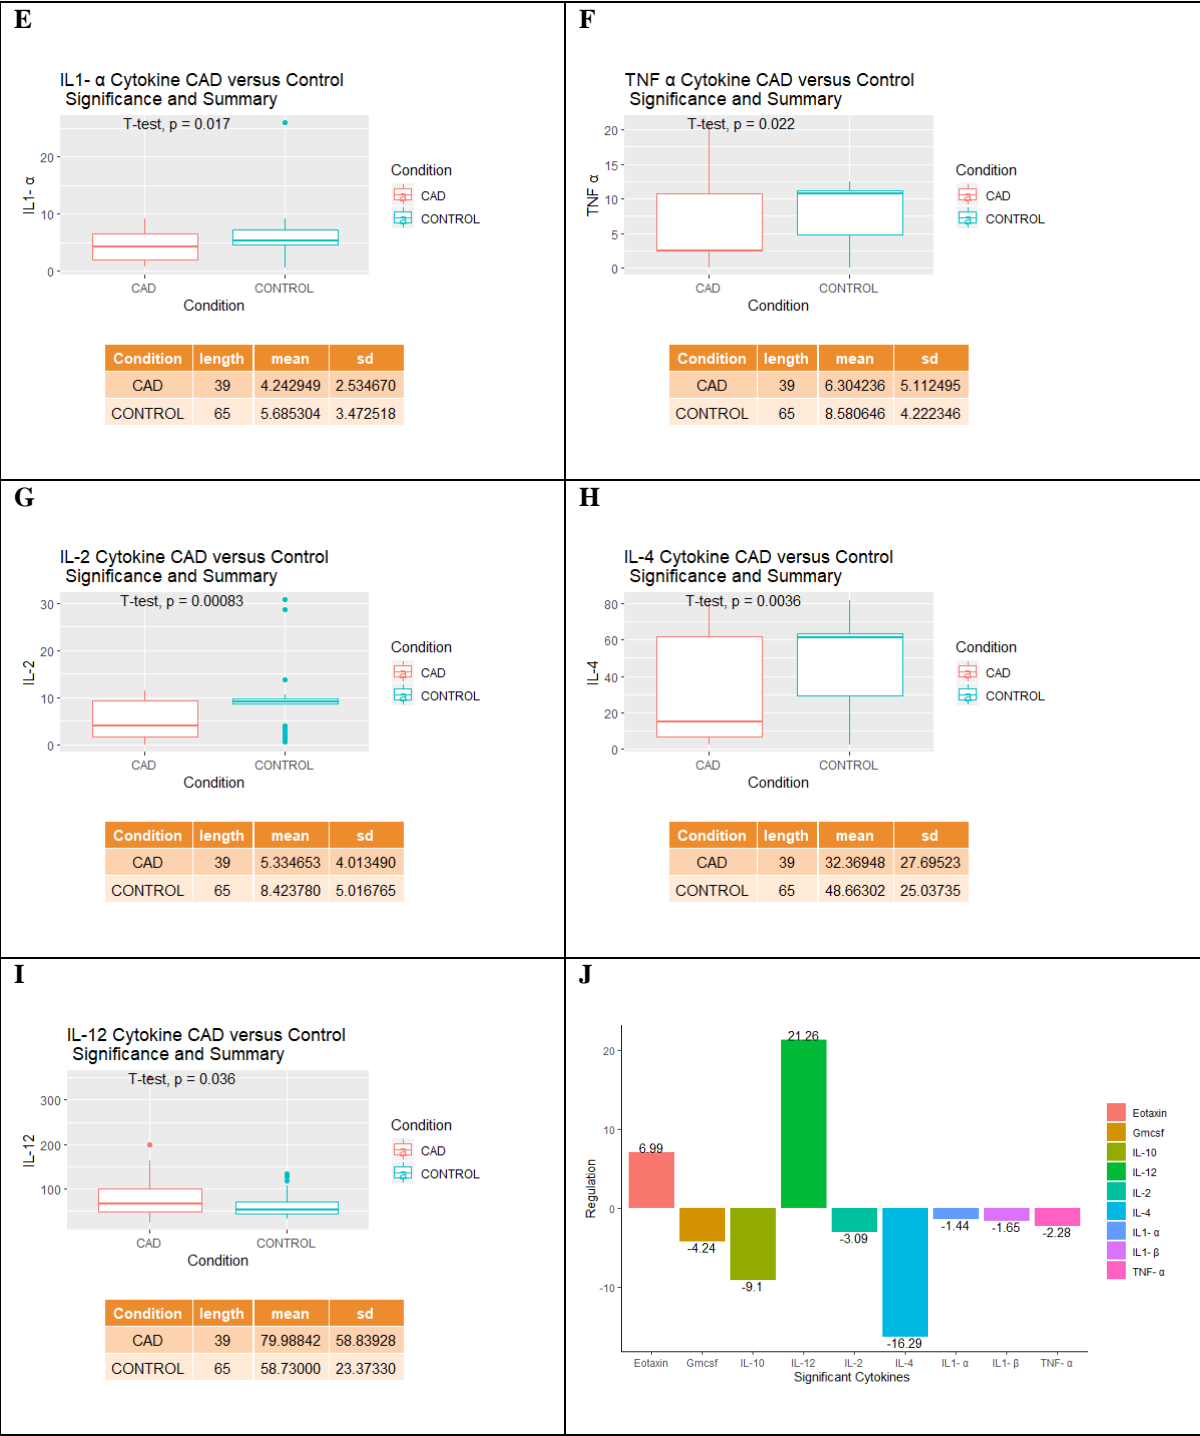 E
IL1- α Cytokine CAD versus Control
Significance and Summary
T-test, p = 0.017
20
10
0
IL1- α
CAD
CONTROL
Condition
Condition
a CAD
a CONTROL
Condition length mean sd
CAD 39 4.242949 2.534670
CONTROL 65 5.685304 3.472518
F
TNF α Cytokine CAD versus Control
Significance and Summary
T-test, p = 0.022
20
15
10
5
0
TNF α
CAD
CONTROL
Condition
Condition
a CAD
a CONTROL
Condition length mean sd
CAD 39 6.304236 5.112495
CONTROL 65 8.580646 4.222346
G
IL-2 Cytokine CAD versus Control
Significance and Summary
T-test, p = 0.00083
30
20
10
0
IL-2
CAD
CONTROL
Condition
Condition
a CAD
a CONTROL
Condition length mean sd
CAD 39 5.334653 4.013490
CONTROL 65 8.423780 5.016765
H
IL-4 Cytokine CAD versus Control
Significance and Summary
T-test, p = 0.0036
80
60
40
20
0
IL-4
CAD
CONTROL
Condition
Condition
a CAD
a CONTROL
Condition length mean sd
CAD 39 32.36948 27.69523
CONTROL 65 48.66302 25.03735
I
IL-12 Cytokine CAD versus Control
Significance and Summary
T-test, p = 0.036
300
200
100
IL-12
CAD
CONTROL
Condition
Condition
a CAD
a CONTROL
Condition length mean sd
CAD 39 79.98842 58.83928
CONTROL 65 58.73000 23.37330
J
20
10
0
-10
Regulation
6.99
-4.24
-9.1
21.26
-3.09
-16.29
-1.44
-1.65
-2.28
Eotaxin Gmcsf IL-10 IL-12 IL-2 IL-4 IL1- α IL1- β TNF- α
Significant Cytokines
Eotaxin
Gmcsf
IL-10
IL-12
IL-2
IL-4
IL1- α
IL1- β
TNF- α